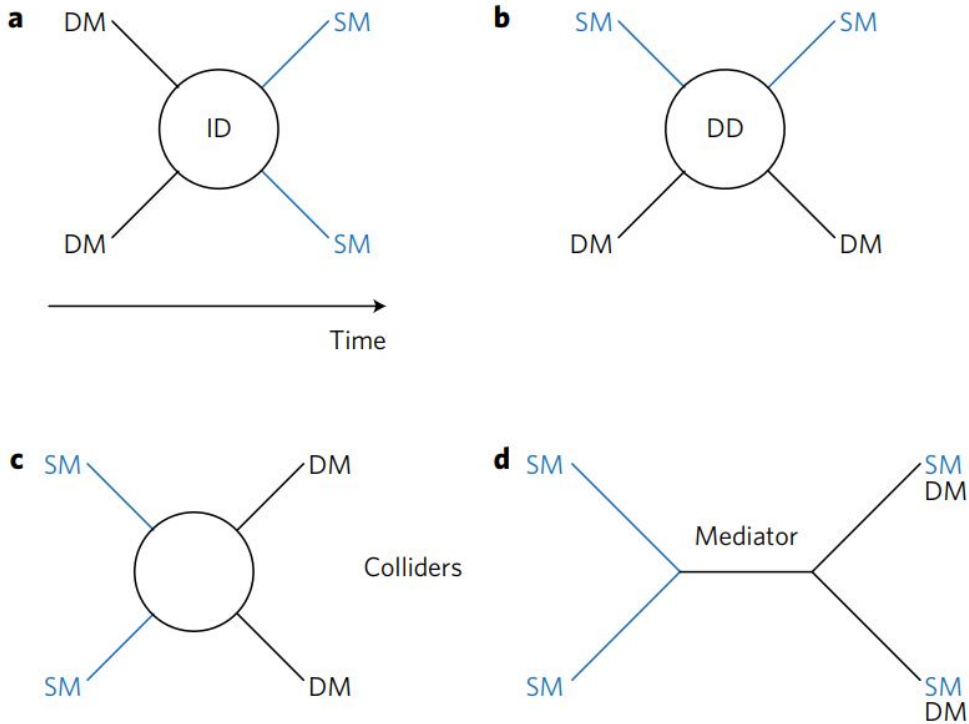 a DM SM b SM SM
ID DD
DM SM DM DM
Time
c SM DM d SM SM
DM
Mediator
Colliders
SM DM SM SM
DM